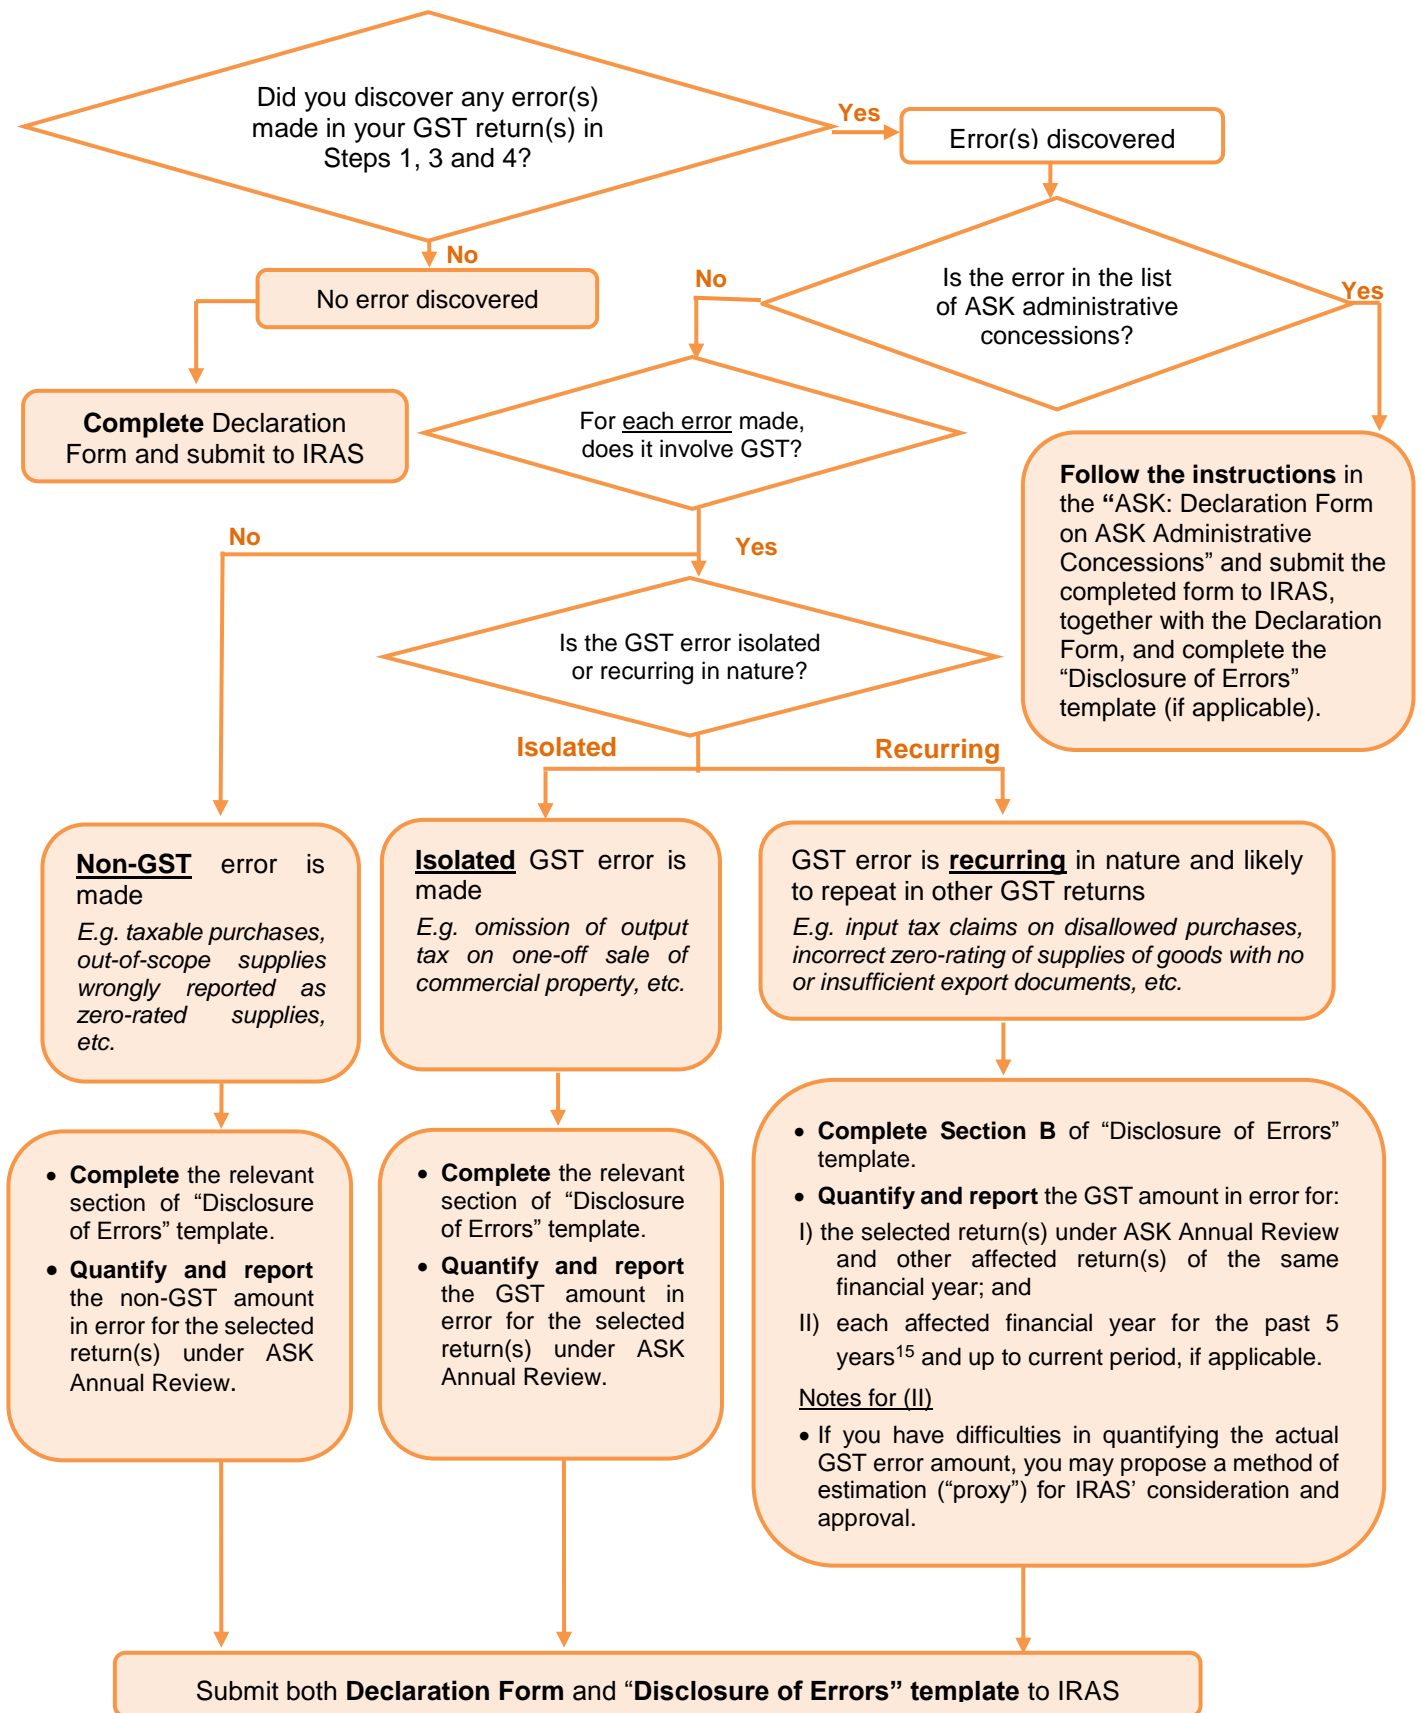 Did you discover any error(s)
made in your GST return(s) in
Steps 1, 3 and 4?
Yes
Error(s) discovered
No
No error discovered
Complete Declaration
Form and submit to IRAS
Is the error in the list
of ASK administrative
concessions?
No
Yes
For each error made,
does it involve GST?
Follow the instructions in
the “ASK: Declaration Form
on ASK Administrative
Concessions” and submit the
completed form to IRAS,
together with the Declaration
Form, and complete the
“Disclosure of Errors”
template (if applicable).
No
Yes
Is the GST error isolated
or recurring in nature?
Isolated
Recurring
Non-GST error is
made
E.g. taxable purchases,
out-of-scope supplies
wrongly reported as
zero-rated supplies,
etc.
Isolated GST error is
made
E.g. omission of output
tax on one-off sale of
commercial property, etc.
GST error is recurring in nature and likely
to repeat in other GST returns
E.g. input tax claims on disallowed purchases,
incorrect zero-rating of supplies of goods with no
or insufficient export documents, etc.
• Complete the relevant
section of “Disclosure
of Errors” template.
• Quantify and report
the non-GST amount
in error for the selected
return(s) under ASK
Annual Review.
• Complete the relevant
section of “Disclosure
of Errors” template.
• Quantify and report
the GST amount in
error for the selected
return(s) under ASK
Annual Review.
• Complete Section B of “Disclosure of Errors”
template.
• Quantify and report the GST amount in error for:
I) the selected return(s) under ASK Annual Review
and other affected return(s) of the same
financial year; and
II) each affected financial year for the past 5
years15 and up to current period, if applicable.
Notes for (II)
• If you have difficulties in quantifying the actual
GST error amount, you may propose a method of
estimation (“proxy”) for IRAS’ consideration and
approval.
Submit both Declaration Form and “Disclosure of Errors” template to IRAS